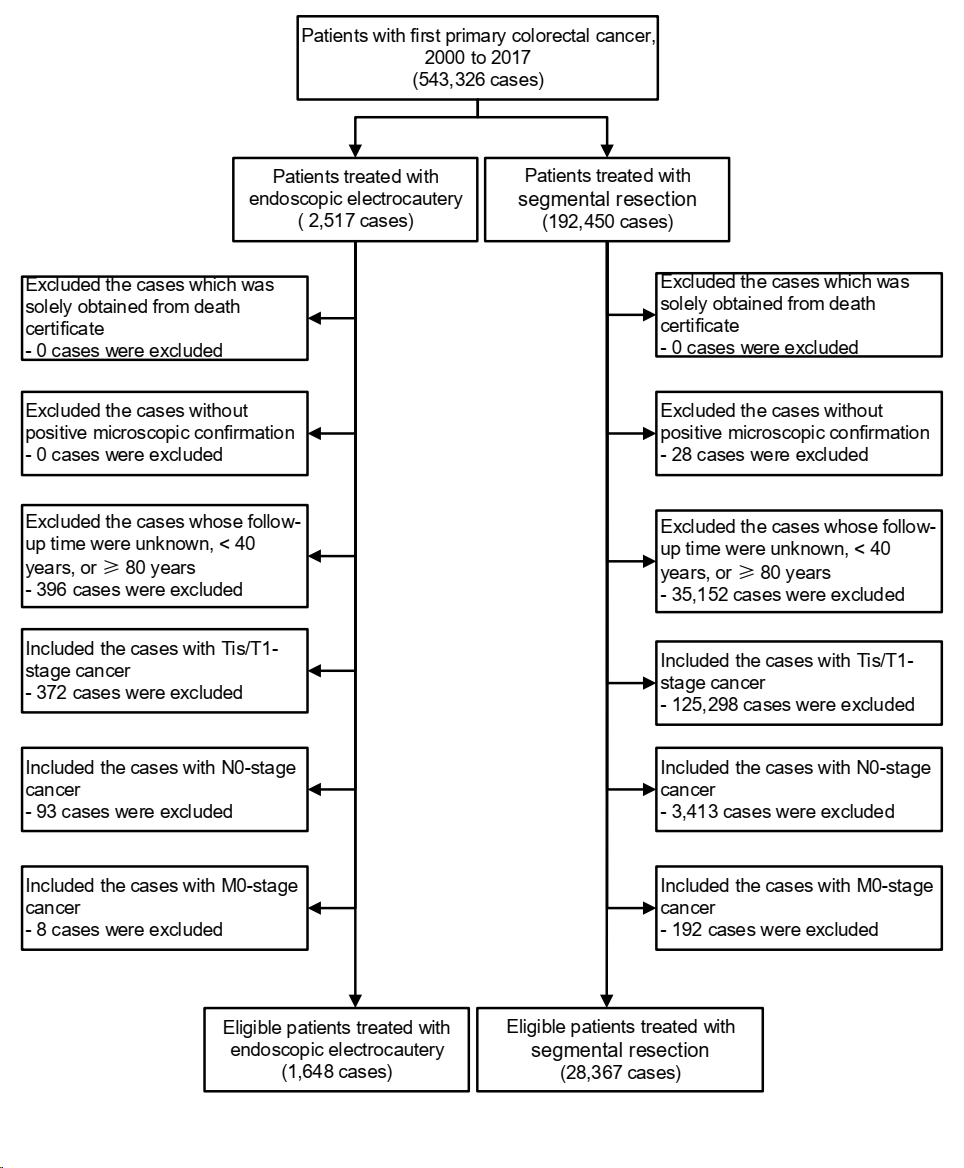 Patients with first primary colorectal cancer,
2000 to 2017
(543,326 cases)
Patients treated with
endoscopic electrocautery
( 2,517 cases)
Patients treated with
segmental resection
(192,450 cases)
Excluded the cases which was
solely obtained from death
certificate
- 0 cases were excluded
Excluded the cases without
positive microscopic confirmation
- 0 cases were excluded
Excluded the cases whose follow-
up time were unknown, < 40
years, or ⩾ 80 years
- 396 cases were excluded
Included the cases with Tis/T1-
stage cancer
- 372 cases were excluded
Included the cases with N0-stage
cancer
- 93 cases were excluded
Included the cases with M0-stage
cancer
- 8 cases were excluded
Excluded the cases which was
solely obtained from death
certificate
- 0 cases were excluded
Excluded the cases without
positive microscopic confirmation
- 28 cases were excluded
Excluded the cases whose follow-
up time were unknown, < 40
years, or ⩾ 80 years
- 35,152 cases were excluded
Included the cases with Tis/T1-
stage cancer
- 125,298 cases were excluded
Included the cases with N0-stage
cancer
- 3,413 cases were excluded
Included the cases with M0-stage
cancer
- 192 cases were excluded
Eligible patients treated with
endoscopic electrocautery
(1,648 cases)
Eligible patients treated with
segmental resection
(28,367 cases)